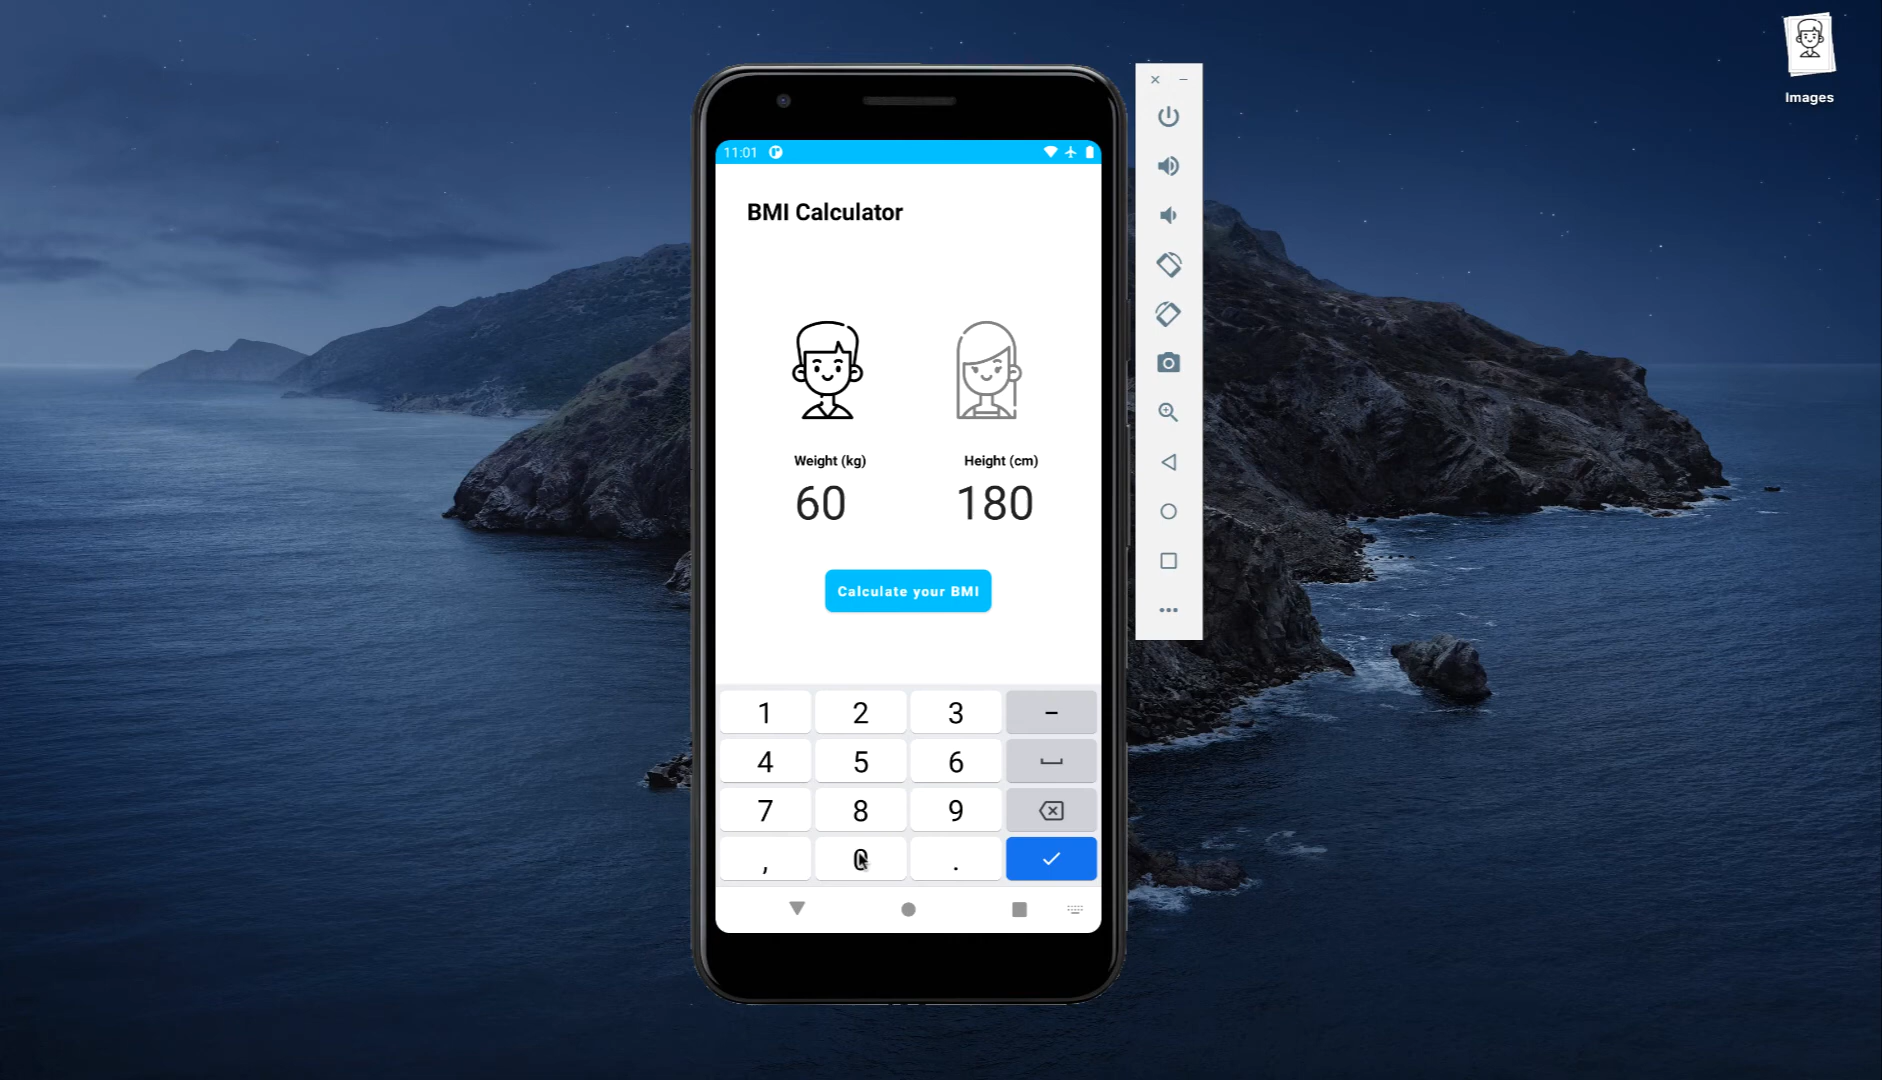 Images
11:01
BMI Calculator
Weight (kg)
Height (cm)
60
180
Calculate your BMI
1 2 3 -
4 5 6
7 8 9
, 0 .